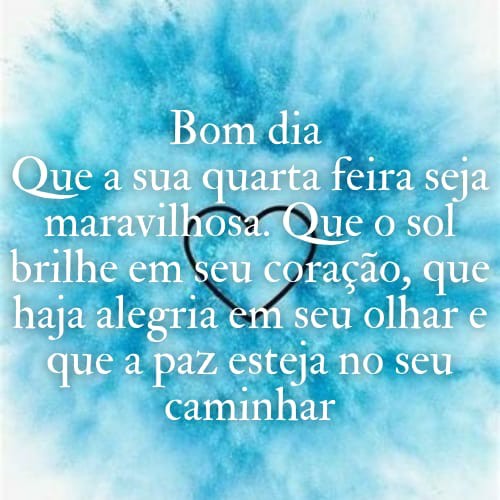 Bom dia
Que a sua quarta feira seja
maravilhosa. Que o sol
brilhe em seu coração, que
haja alegria em seu olhar e
que a paz esteja no seu
caminhar